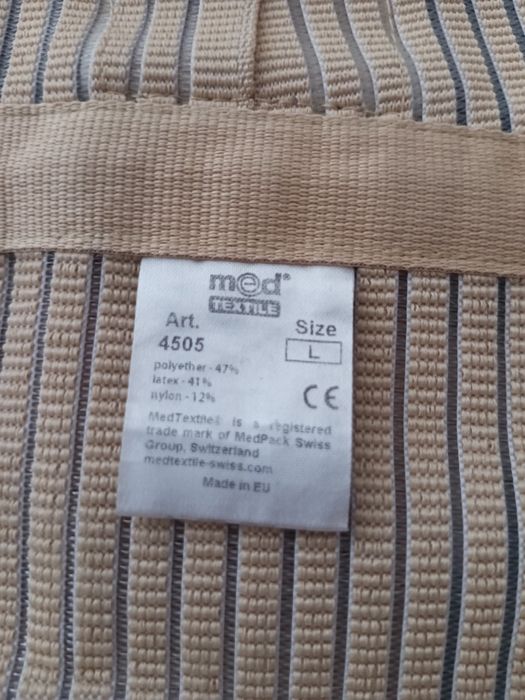 med®
TEXTILE
Art.
4505
Size
L
polyether - 47%
latex - 41%
nylon - 12%
CE
MedTextile® is a registered
trade mark of MedPack Swiss
Group, Switzerland
medtextile-swiss.com
Made in EU